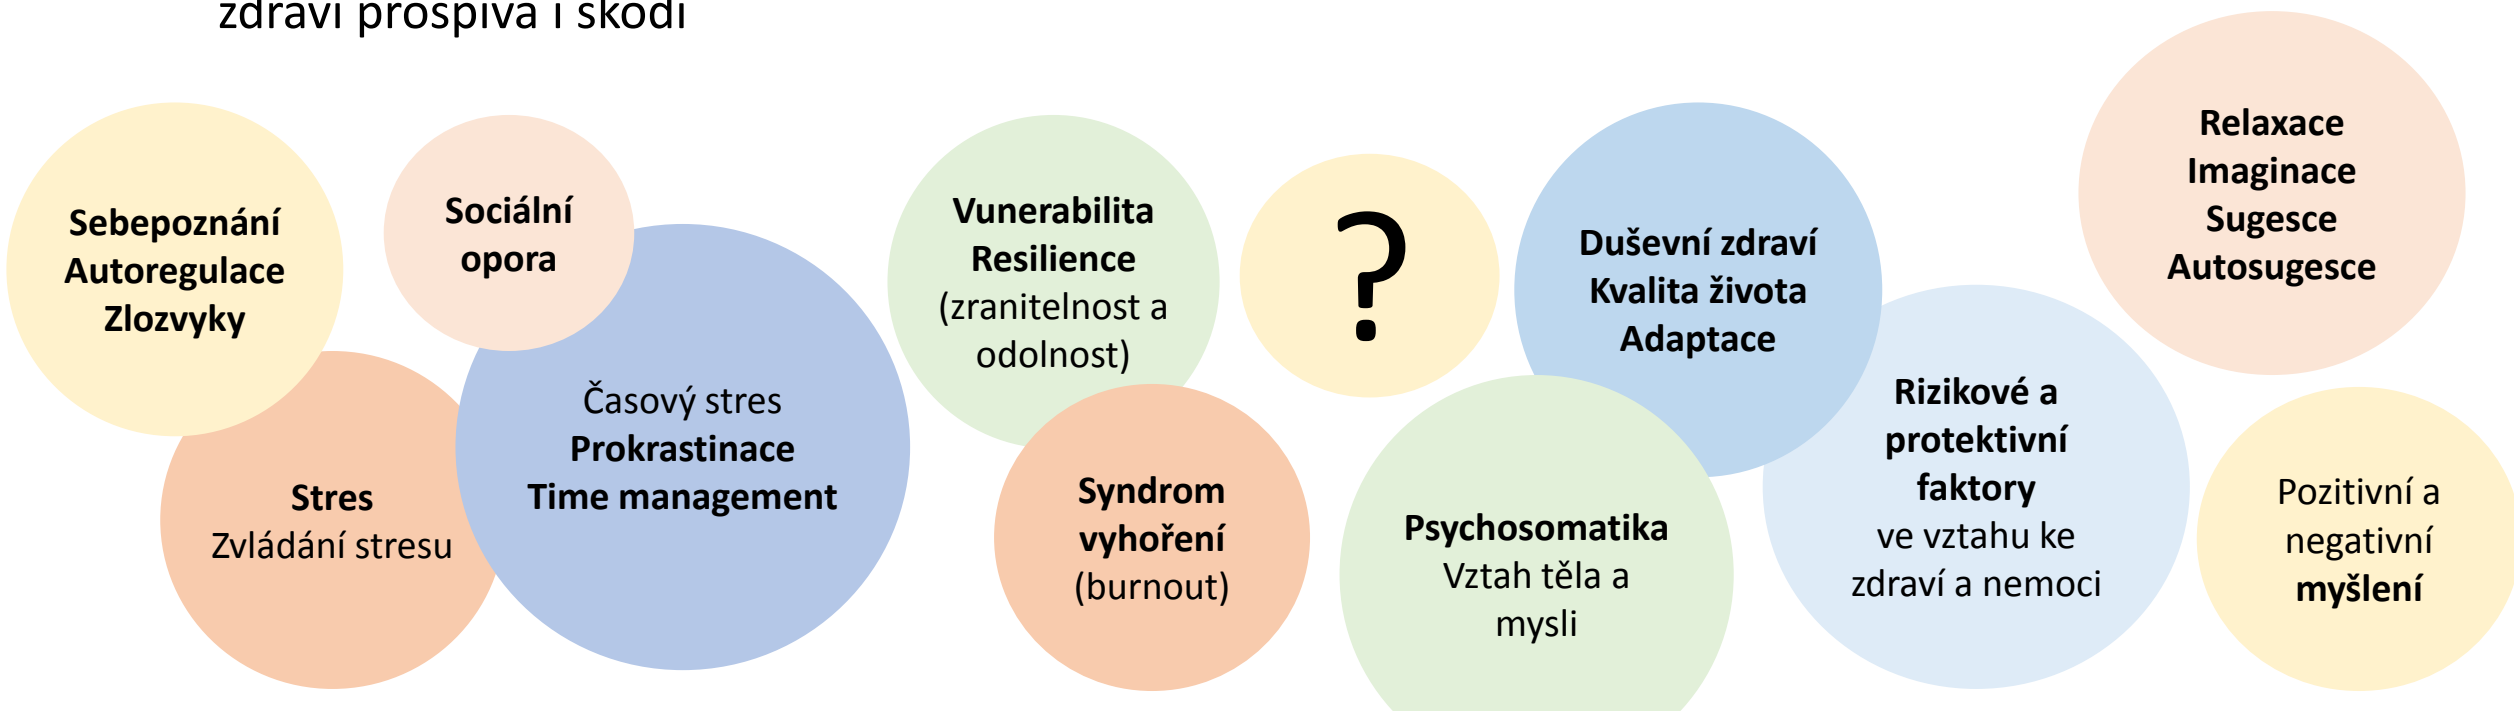 zdraví prospívá i škodí
Sebepoznání
Autoregulace
Zlozvyky
Sociální
opora
Stres
Zvládání stresu
Časový stres
Prokrastinace
Time management
Vunerabilita
Resilience
(zranitelnost a
odolnost)
Syndrom
vyhoření
(burnout)
?
Psychosomatika
Vztah těla a
mysli
Duševní zdraví
Kvalita života
Adaptace
Rizikové a
protektivní
faktory
ve vztahu ke
zdraví a nemoci
Relaxace
Imaginace
Sugesce
Autosugesce
Pozitivní a
negativní
myšlení